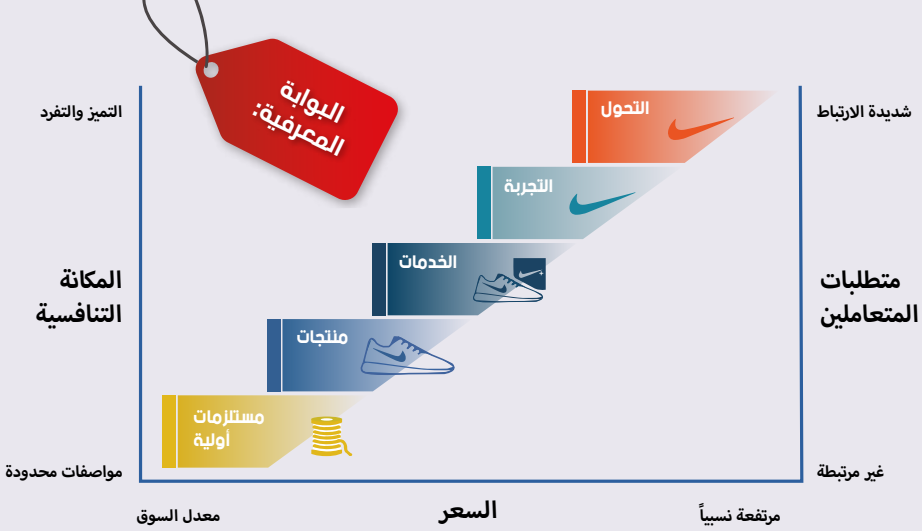 البوابة
المعرفية:
التميز والتفرد
شديدة الارتباط
التحول
التجربة
الخدمات
المكانة
التنافسية
متطلبات
المتعاملين
منتجات
مستلزمات
أولية
مواصفات محدودة
غير مرتبطة
مرتفعة نسبياً
السعر
معدل السوق